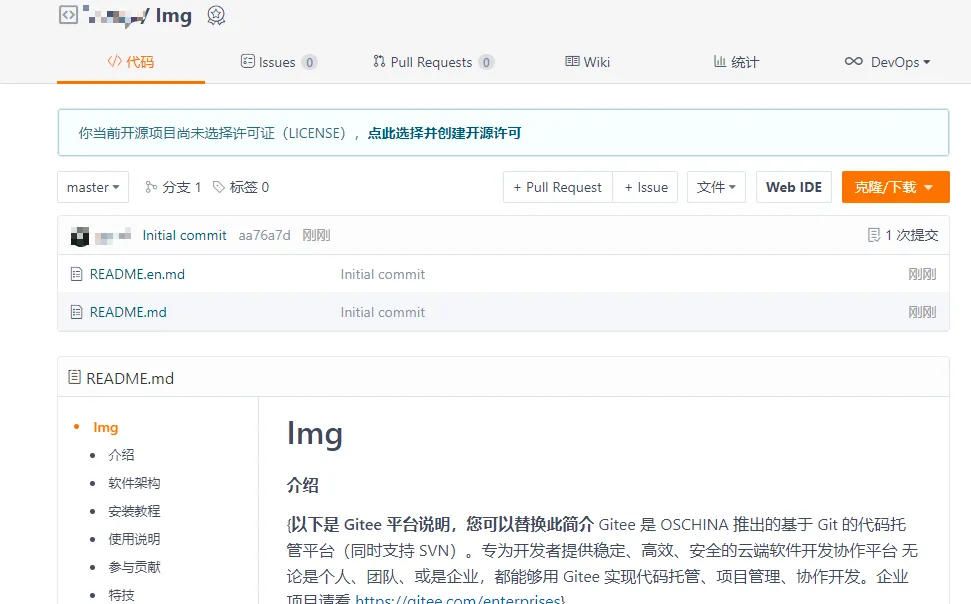 / Img
代码 Issues 0 Pull Requests 0 Wiki 统计 DevOps
你当前开源项目尚未选择许可证（LICENSE），点此选择并创建开源许可
master 分支 1 标签 0 + Pull Request + Issue 文件 Web IDE 克隆/下载
Initial commit aa76a7d 刚刚 1 次提交
README.en.md Initial commit 刚刚
README.md Initial commit 刚刚
README.md
Img
介绍
软件架构
安装教程
使用说明
参与贡献
特技
Img
介绍
{以下是 Gitee 平台说明，您可以替换此简介 Gitee 是 OSCHINA 推出的基于 Git 的代码托
管平台（同时支持 SVN）。专为开发者提供稳定、高效、安全的云端软件开发协作平台 无
论是个人、团队、或是企业，都能够用 Gitee 实现代码托管、项目管理、协作开发。企业
项目请看 https://gitee.com/enterprises}